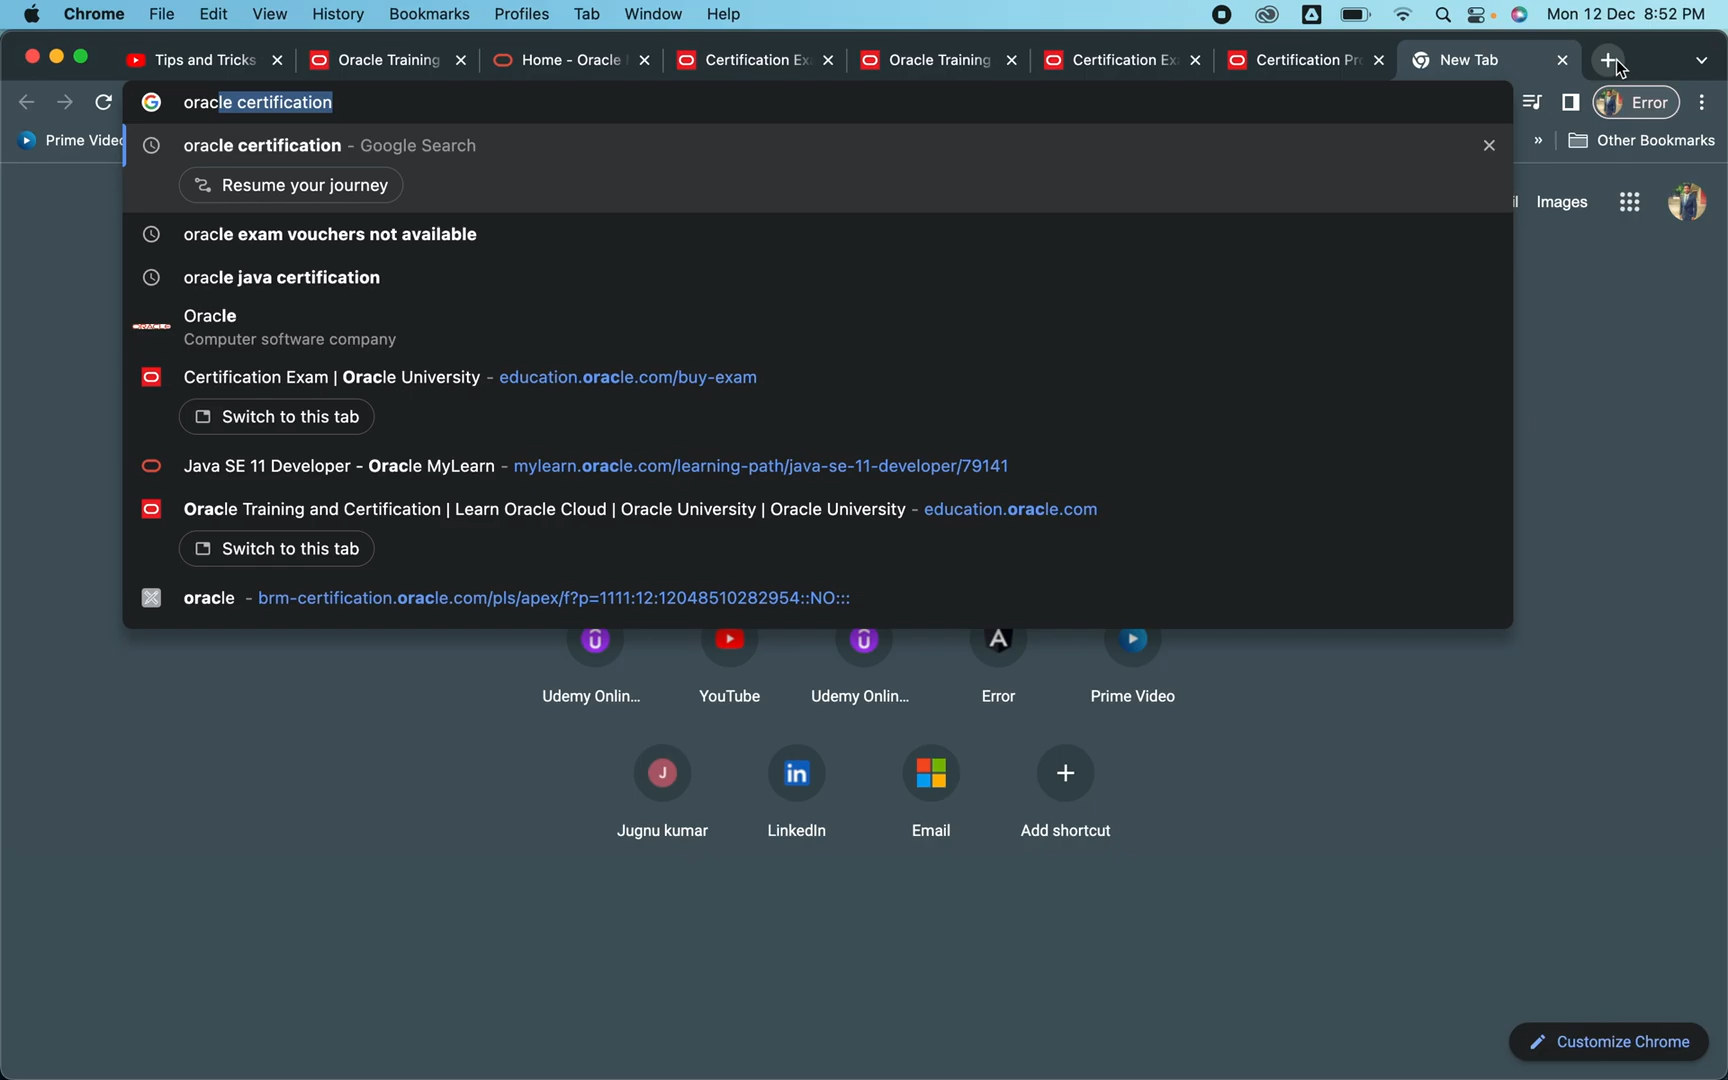 Chrome File Edit View History Bookmarks Profiles Tab Window Help Mon 12 Dec 8:52 PM
Tips and Tricks Oracle Training Home - Oracle Certification Ex Oracle Training Certification Ex Certification Pr New Tab
oracle certification Error
Prime Video » Other Bookmarks
oracle certification - Google Search
Resume your journey
Images
oracle exam vouchers not available
oracle java certification
Oracle
Computer software company
Certification Exam | Oracle University - education.oracle.com/buy-exam
Switch to this tab
Java SE 11 Developer - Oracle MyLearn - mylearn.oracle.com/learning-path/java-se-11-developer/79141
Oracle Training and Certification | Learn Oracle Cloud | Oracle University | Oracle University - education.oracle.com
Switch to this tab
oracle - brm-certification.oracle.com/pls/apex/f?p=1111:12:12048510282954::NO:::
Udemy Onlin... YouTube Udemy Onlin... Error Prime Video
J
Jugnu kumar LinkedIn Email Add shortcut
Customize Chrome